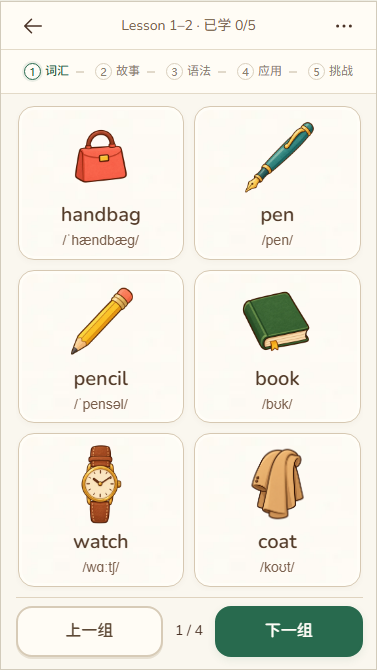 Lesson 1–2 · 已学 0/5
1 词汇 – 2 故事 – 3 语法 – 4 应用 – 5 挑战
handbag
/ˈhændbæg/
pen
/pen/
pencil
/ˈpensəl/
book
/bʊk/
watch
/wɑːtʃ/
coat
/koʊt/
上一组 1 / 4 下一组